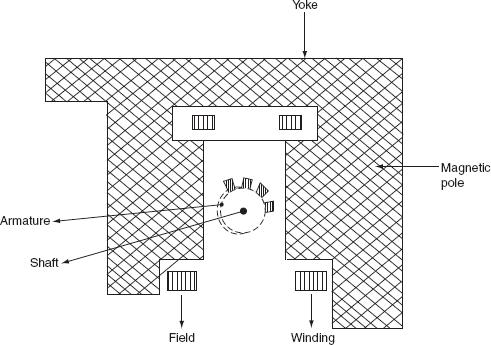 Yoke
Magnetic
pole
Armature
Shaft
Field
Winding